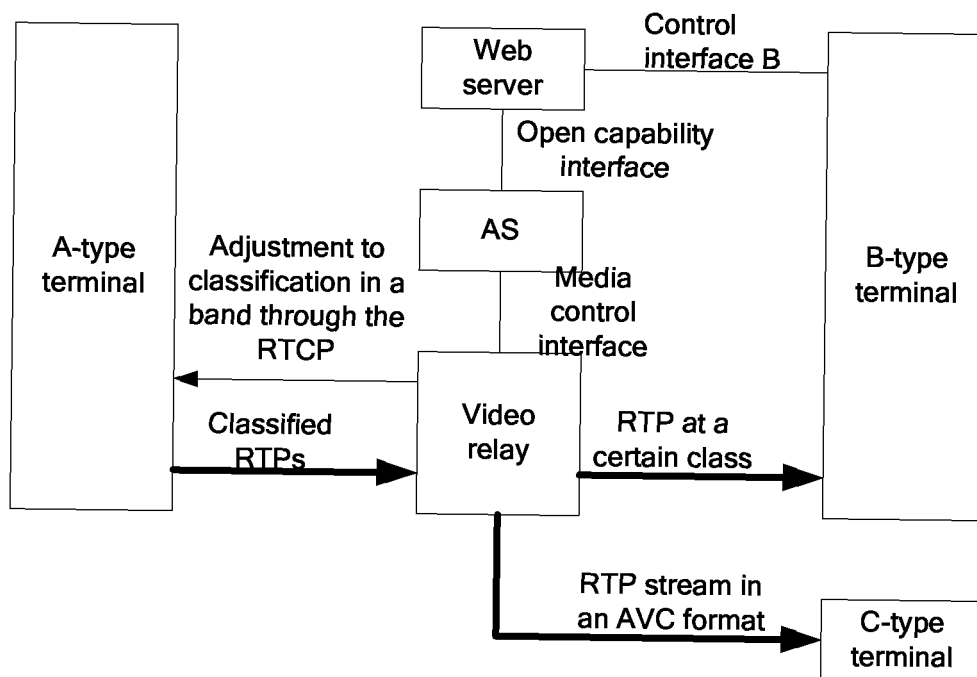 Web
server
Control
interface B
Open capability
interface
A-type
terminal
Adjustment to
classification in a
band through the
RTCP
AS
Media
control
interface
B-type
terminal
Classified
RTPs
Video
relay
RTP at a
certain class
RTP stream in
an AVC format
C-type
terminal